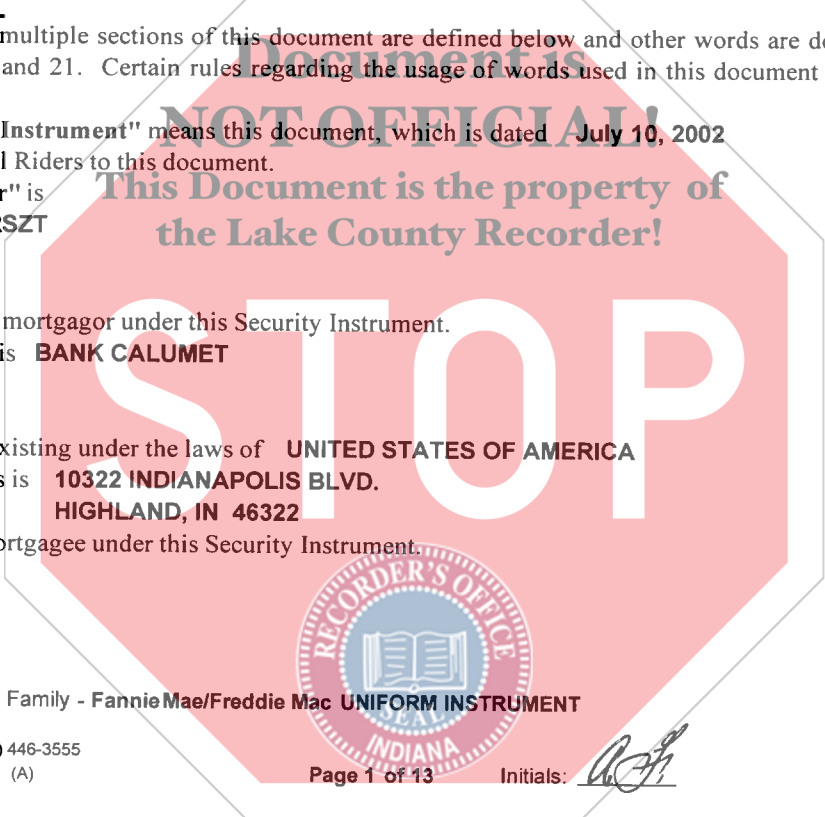 multiple sections of this document are defined below and other words are de
and 21. Certain rules regarding the usage of words used in this document
Document is
NOT OFFICIAL!
Instrument" means this document, which is dated July 10, 2002
l Riders to this document.
This Document is the property of
r" is
the Lake County Recorder!
RSZT
STOP
mortgagor under this Security Instrument.
is BANK CALUMET
xisting under the laws of UNITED STATES OF AMERICA
s is 10322 INDIANAPOLIS BLVD.
HIGHLAND, IN 46322
ortgagee under this Security Instrument.
RECORDER'S OFFICE
SEAL
INDIANA
Family - Fannie Mae/Freddie Mac UNIFORM INSTRUMENT
) 446-3555
(A)
Page 1 of 13 Initials: